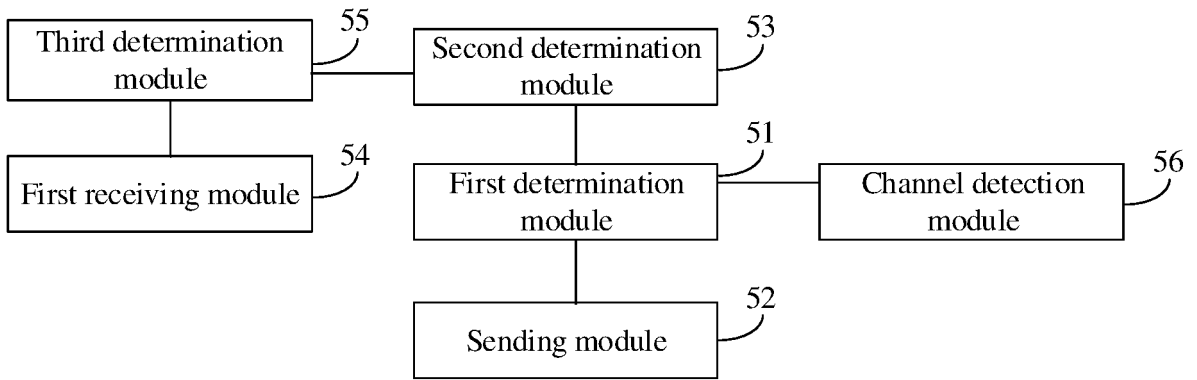 Third determination
module
55
Second determination
module
53
First receiving module
54
First determination
module
51
Channel detection
module
56
Sending module
52